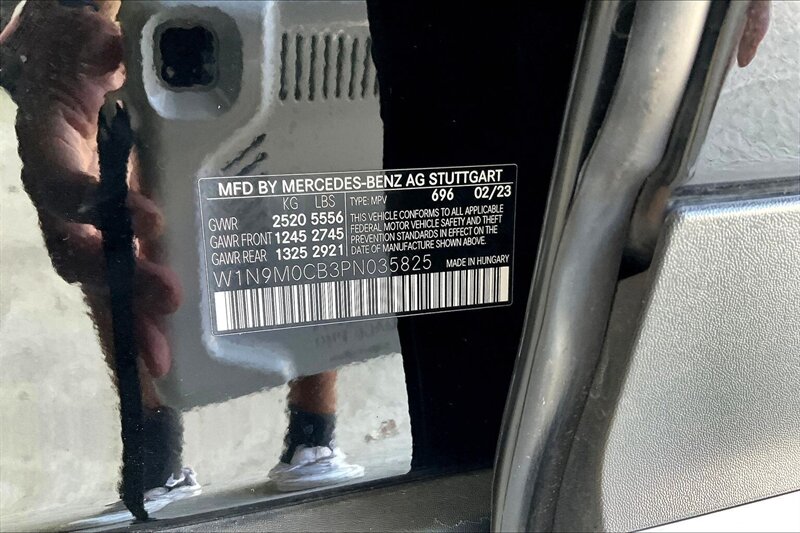 MFD BY MERCEDES-BENZ AG STUTTGART
KG LBS TYPE: MPV 696 02/23
GVWR 2520 5556
GAWR FRONT 1245 2745
GAWR REAR 1325 2921
THIS VEHICLE CONFORMS TO ALL APPLICABLE
FEDERAL MOTOR VEHICLE SAFETY AND THEFT
PREVENTION STANDARDS IN EFFECT ON THE
DATE OF MANUFACTURE SHOWN ABOVE.
W1N9M0CB3PN035825 MADE IN HUNGARY